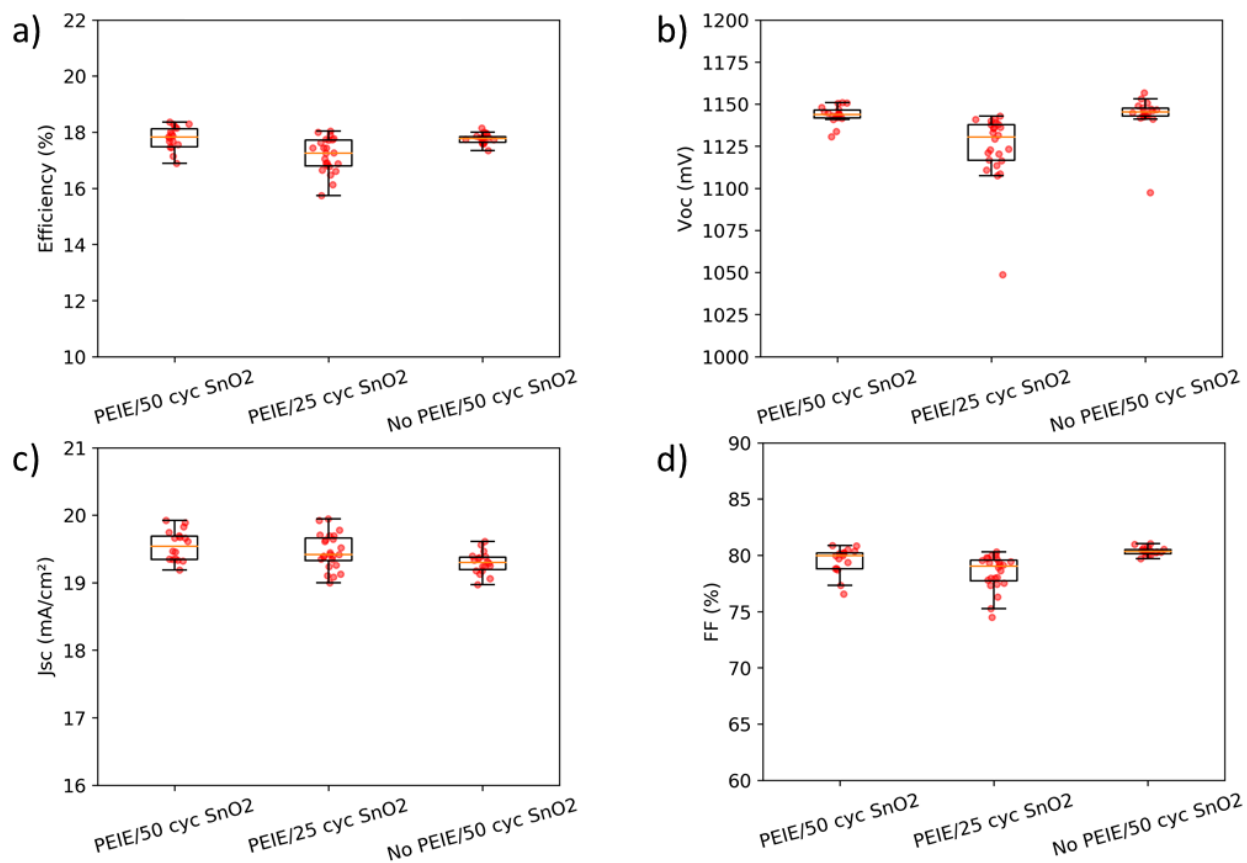 a)
22
20
18
16
14
12
10
Efficiency (%)
PEIE/50 cyc SnO2
PEIE/25 cyc SnO2
No PEIE/50 cyc SnO2
b)
1200
1150
1100
1050
1000
Voc (mV)
PEIE/50 cyc SnO2
PEIE/25 cyc SnO2
No PEIE/50 cyc SnO2
c)
21
20
19
18
17
16
Jsc (mA/cm²)
PEIE/50 cyc SnO2
PEIE/25 cyc SnO2
No PEIE/50 cyc SnO2
d)
90
85
80
75
70
65
60
FF (%)
PEIE/50 cyc SnO2
PEIE/25 cyc SnO2
No PEIE/50 cyc SnO2